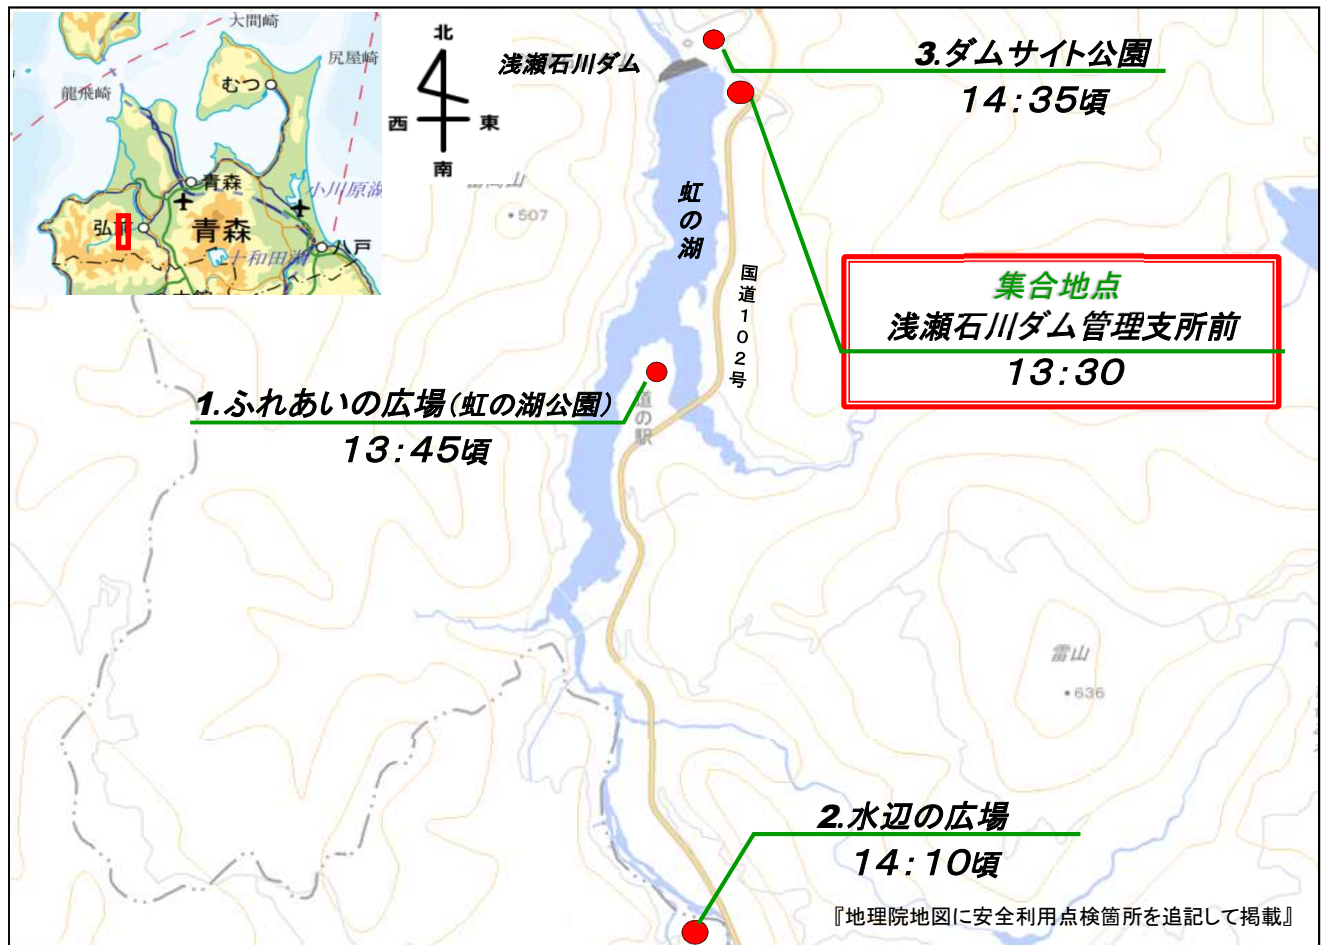 大間崎
尻屋崎
むつ
龍飛崎
青森
小川原湖
弘前
青森
八戸
十和田湖
北
西
東
南
浅瀬石川ダム
3.ダムサイト公園
14:35頃
・507
虹の湖
国道102号
集合地点
浅瀬石川ダム管理支所前
13:30
1.ふれあいの広場(虹の湖公園)
13:45頃
道の駅
雷山
・636
2.水辺の広場
14:10頃
『地理院地図に安全利用点検箇所を追記して掲載』